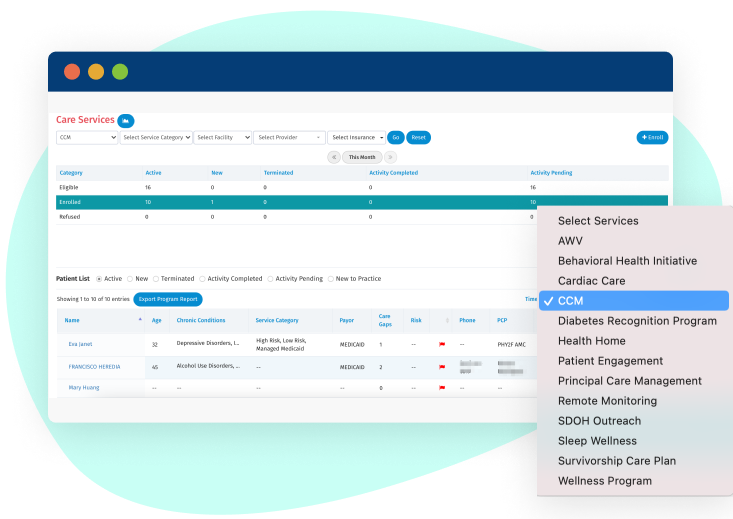 Care Services
CCM Select Service Category Select Facility Select Provider Select Insurance Go Reset + Enroll
« This Month »
Category Active New Terminated Activity Completed Activity Pending
Eligible 16 0 0 0 16
Enrolled 10 1 0 0 10
Refused 0 0 0 0 0
Patient List Active New Terminated Activity Completed Activity Pending New to Practice
Showing 1 to 10 of 10 entries Export Program Report Time
Name Age Chronic Conditions Service Category Payor Care Gaps Risk Phone PCP
Eva Janet 32 Depressive Disorders, I... High Risk, Low Risk, MEDICAID 1 -- -- PHY2F AMC
Managed Medicaid
FRANCISCO HEREDIA 45 Alcohol Use Disorders, ... -- MEDICAID 2 --
Mary Huang -- -- -- -- 0 -- -- --
Select Services
AWV
Behavioral Health Initiative
Cardiac Care
✓ CCM
Diabetes Recognition Program
Health Home
Patient Engagement
Principal Care Management
Remote Monitoring
SDOH Outreach
Sleep Wellness
Survivorship Care Plan
Wellness Program